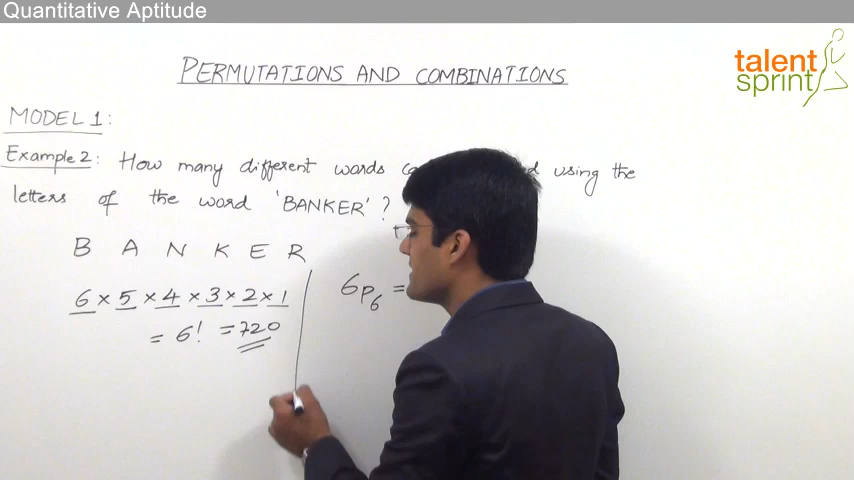 Quantitative Aptitude
talent
sprint
PERMUTATIONS AND COMBINATIONS
MODEL 1:
Example 2: How many different words using the
letters of the word 'BANKER' ?
B A N K E R
6 × 5 × 4 × 3 × 2 × 1
= 6! = 720
6P6 =